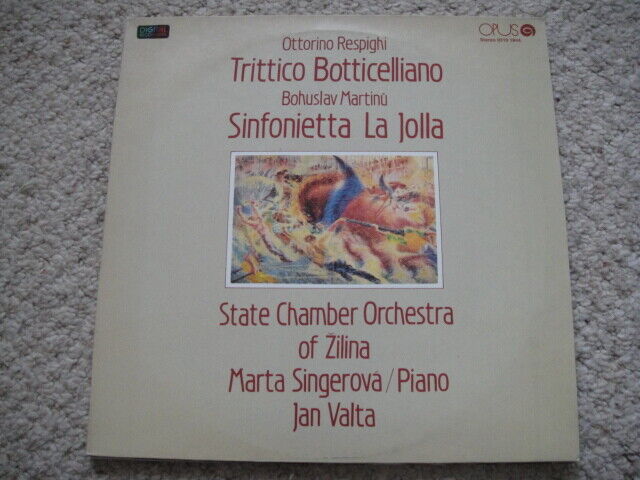 DIGITAL
OPUS
Ottorino Respighi
Trittico Botticelliano
Bohuslav Martinů
Sinfonietta La Jolla
State Chamber Orchestra
of Žilina
Marta Singerová/Piano
Jan Valta